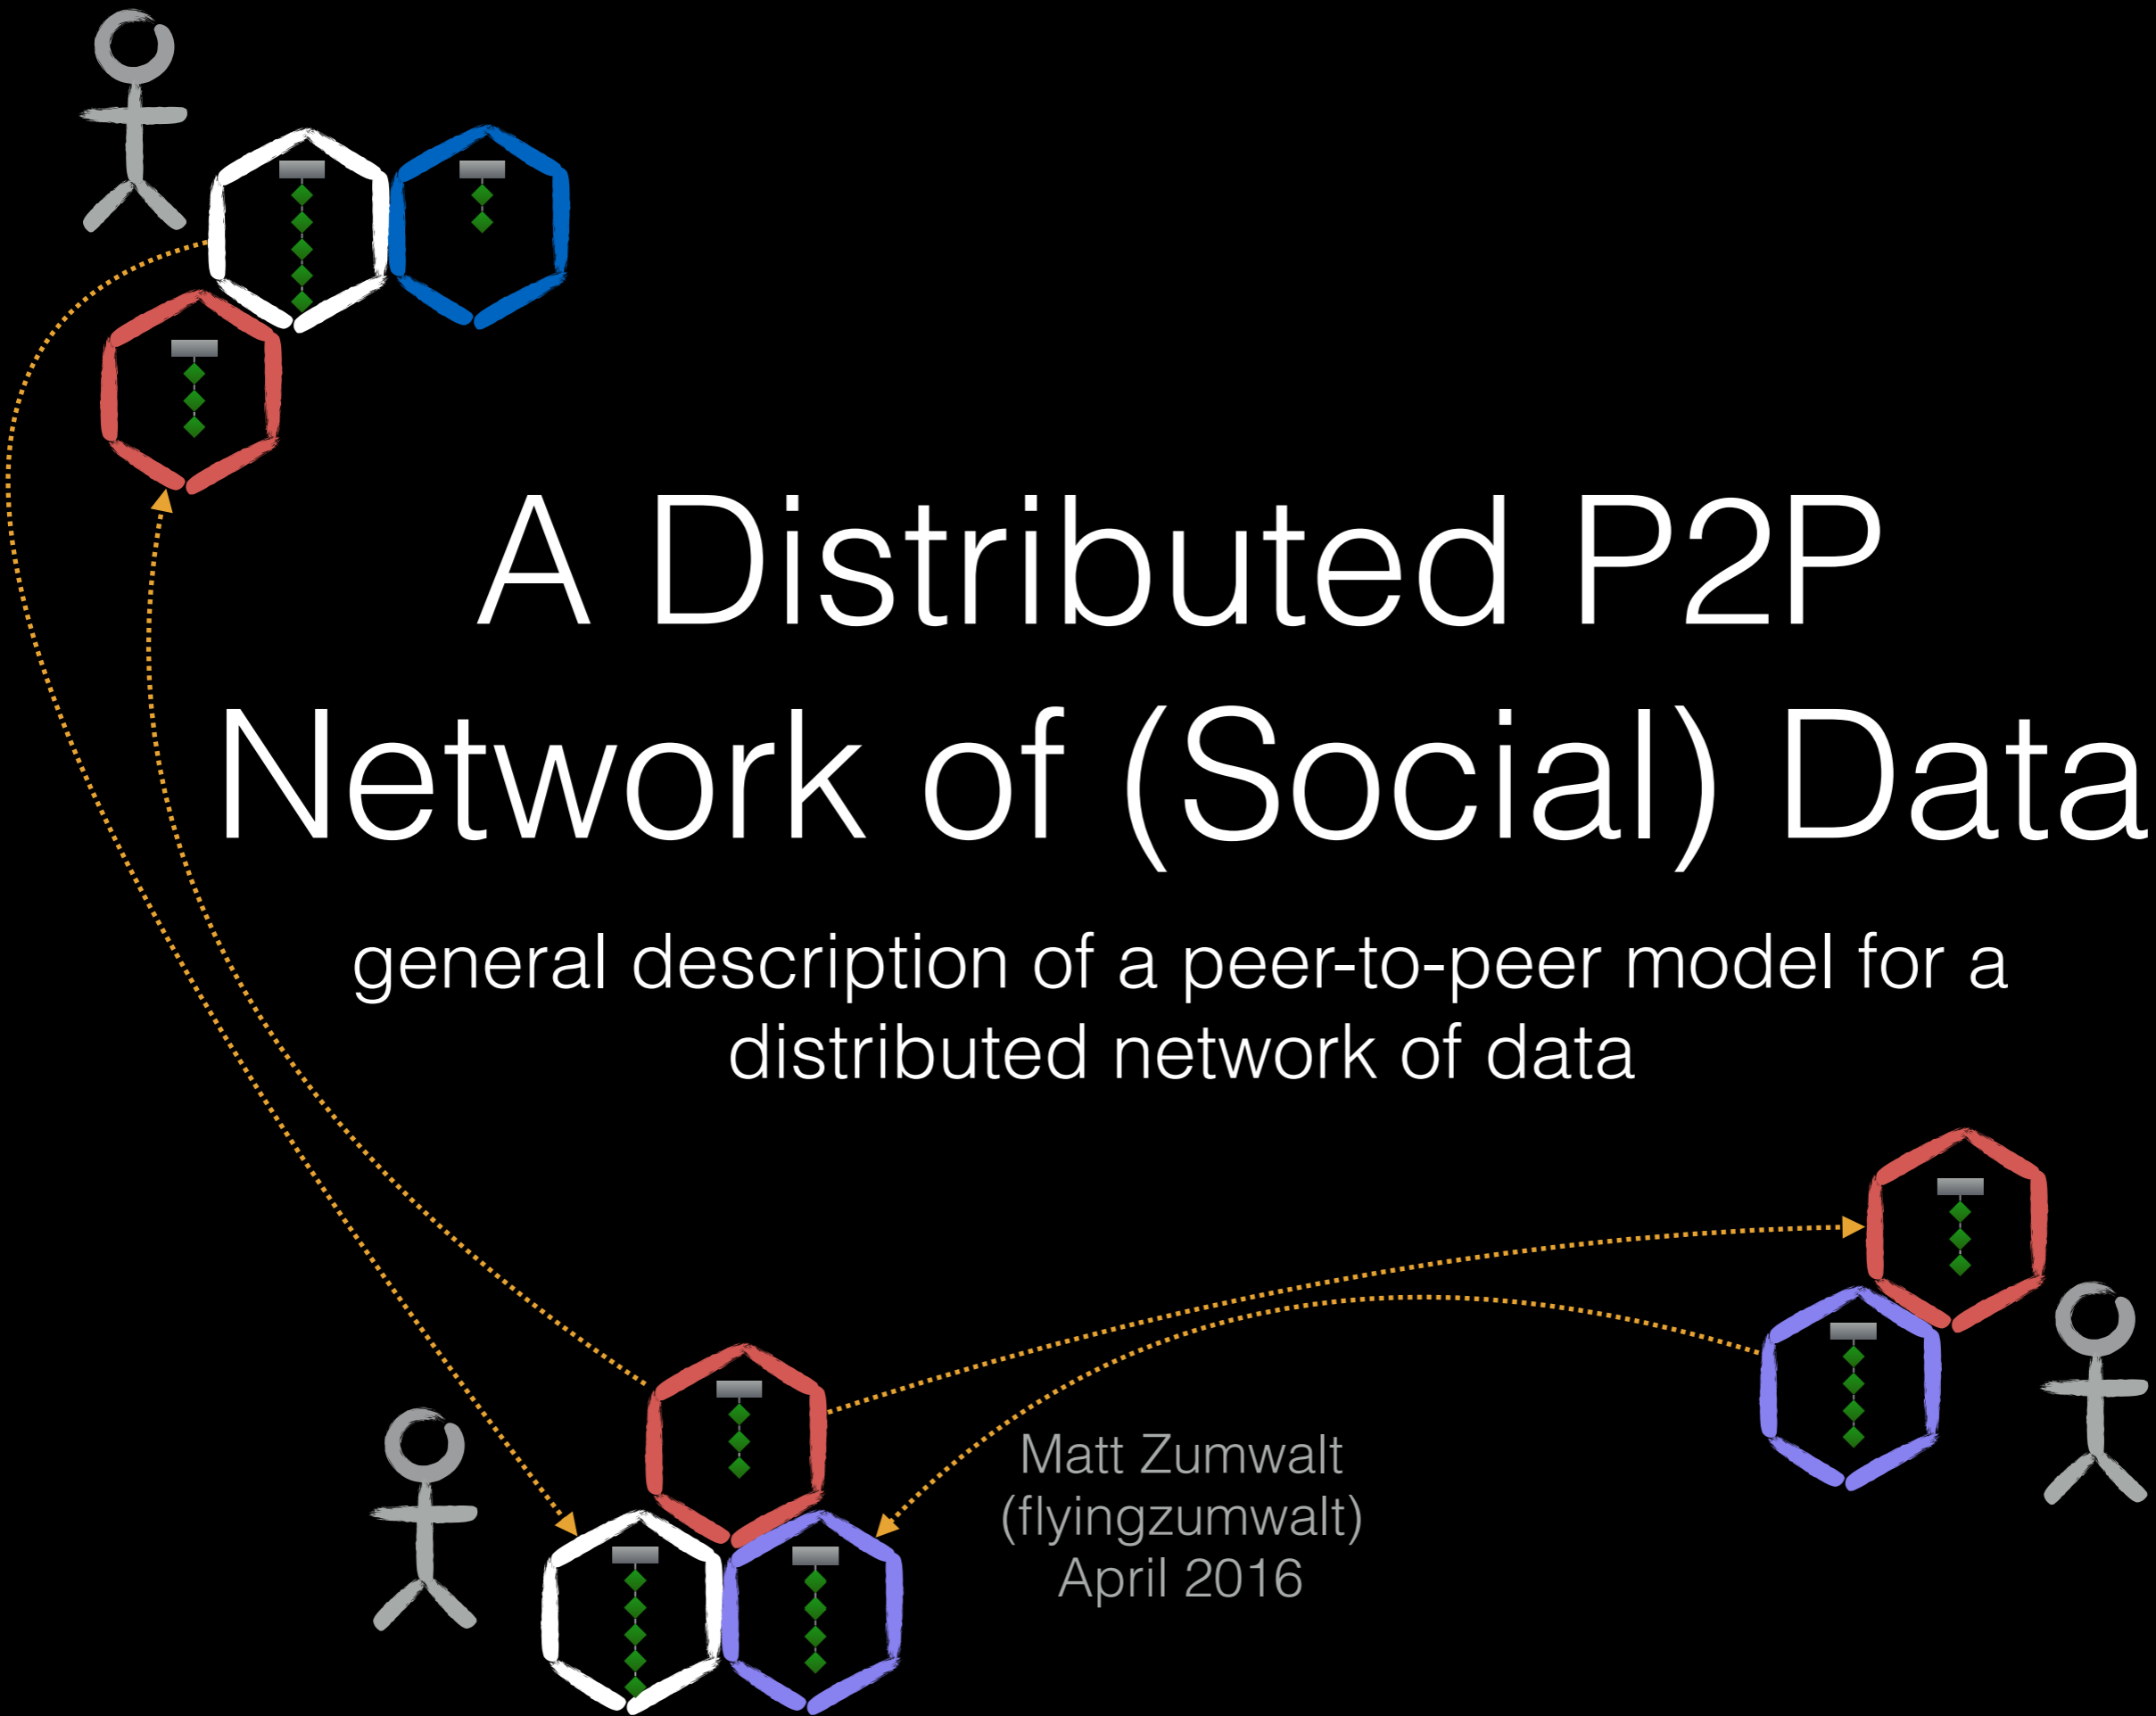 A Distributed P2P
Network of (Social) Data
general description of a peer-to-peer model for a
distributed network of data
Matt Zumwalt
(flyingzumwalt)
April 2016